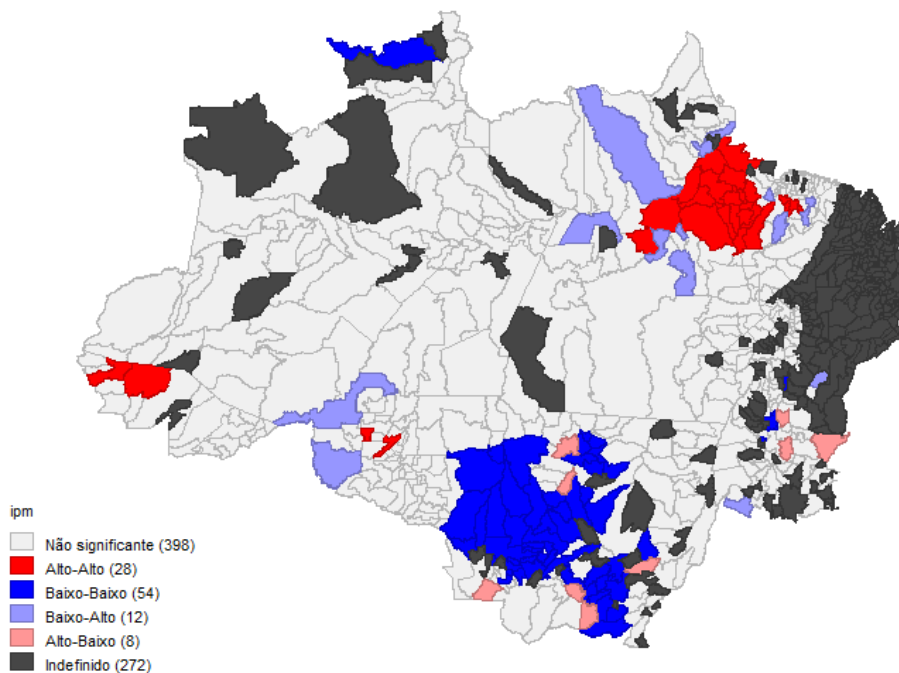 ipm
Não significante (398)
Alto-Alto (28)
Baixo-Baixo (54)
Baixo-Alto (12)
Alto-Baixo (8)
Indefinido (272)